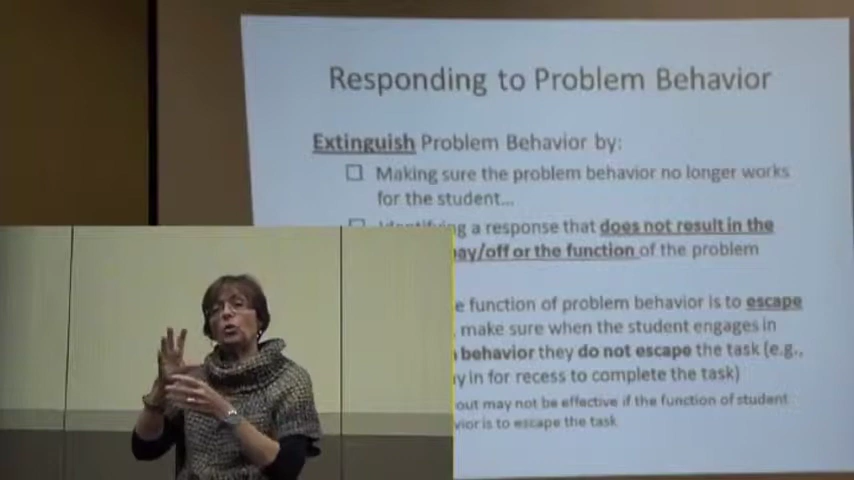 Responding to Problem Behavior
Extinguish Problem Behavior by:
Making sure the problem behavior no longer works
for the student...
Identifying a response that does not result in the
pay/off or the function of the problem
e function of problem behavior is to escape
make sure when the student engages in
behavior they do not escape the task (e.g.,
y in for recess to complete the task)
out may not be effective if the function of student
vior is to escape the task